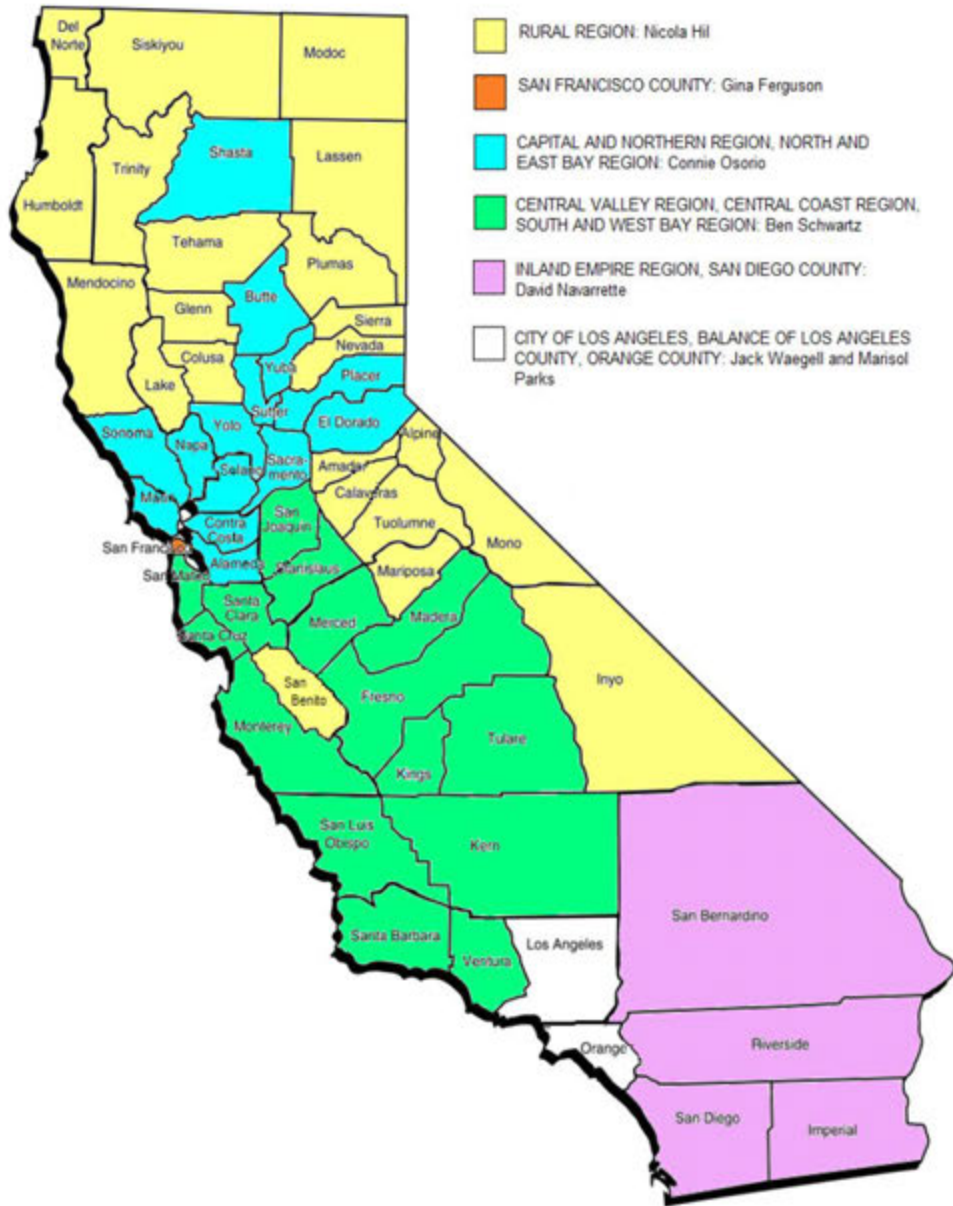 RURAL REGION: Nicola Hil
SAN FRANCISCO COUNTY: Gina Ferguson
CAPITAL AND NORTHERN REGION, NORTH AND
EAST BAY REGION: Connie Osorio
CENTRAL VALLEY REGION, CENTRAL COAST REGION,
SOUTH AND WEST BAY REGION: Ben Schwartz
INLAND EMPIRE REGION, SAN DIEGO COUNTY:
David Navarrette
CITY OF LOS ANGELES, BALANCE OF LOS ANGELES
COUNTY, ORANGE COUNTY: Jack Waegell and Marisol
Parks
Del
Norte
Siskiyou
Modoc
Shasta
Lassen
Trinity
Humboldt
Tehama
Plumas
Mendocino
Butte
Glenn
Sierra
Nevada
Colusa
Yuba
Placer
Lake
Sutter
El Dorado
Yolo
Sonoma
Napa
Alpine
Sacra-
mento
Solano
Amador
Calaveras
Marin
Contra
Costa
San
Joaquin
Tuolumne
Mono
San Francisco
Alameda
Stanislaus
Mariposa
San Mateo
Santa
Clara
Merced
Madera
Santa Cruz
San
Benito
Inyo
Fresno
Monterey
Tulare
Kings
San Luis
Obispo
Kern
San Bernardino
Santa Barbara
Los Angeles
Ventura
Orange
Riverside
San Diego
Imperial